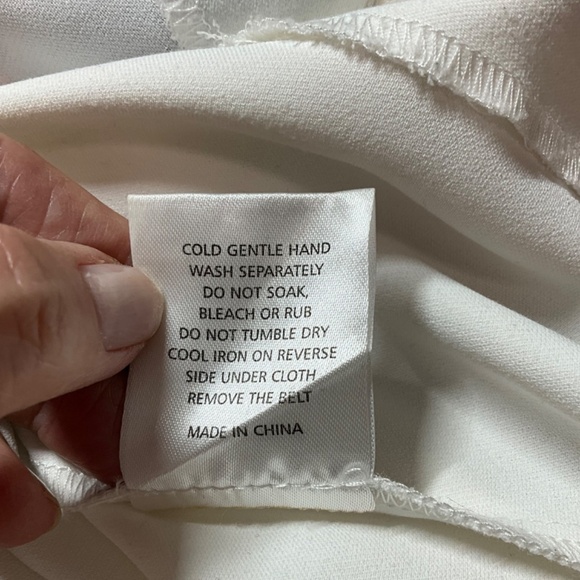 COLD GENTLE HAND
WASH SEPARATELY
DO NOT SOAK,
BLEACH OR RUB
DO NOT TUMBLE DRY
COOL IRON ON REVERSE
SIDE UNDER CLOTH
REMOVE THE BELT
MADE IN CHINA